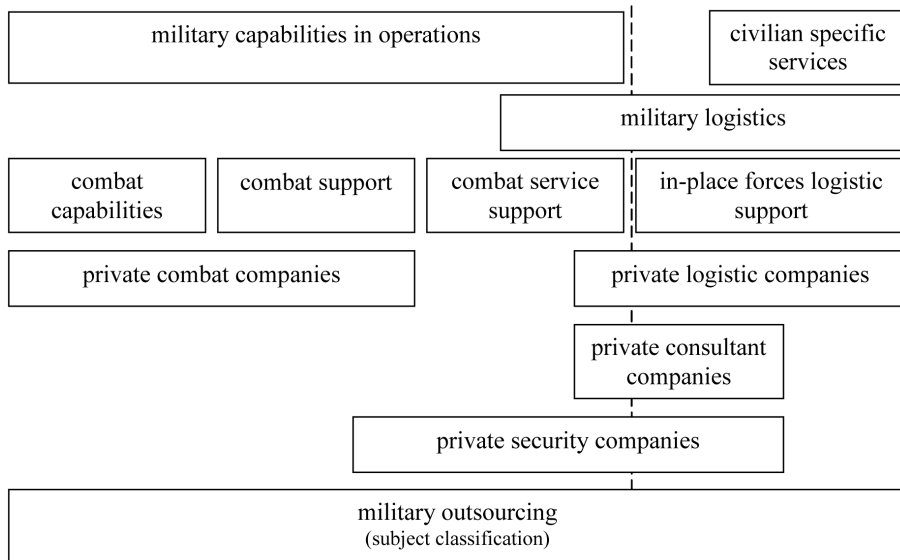 military capabilities in operations
civilian specific
services
military logistics
combat
capabilities
combat support
combat service
support
in-place forces logistic
support
private combat companies
private logistic companies
private consultant
companies
private security companies
military outsourcing
(subject classification)